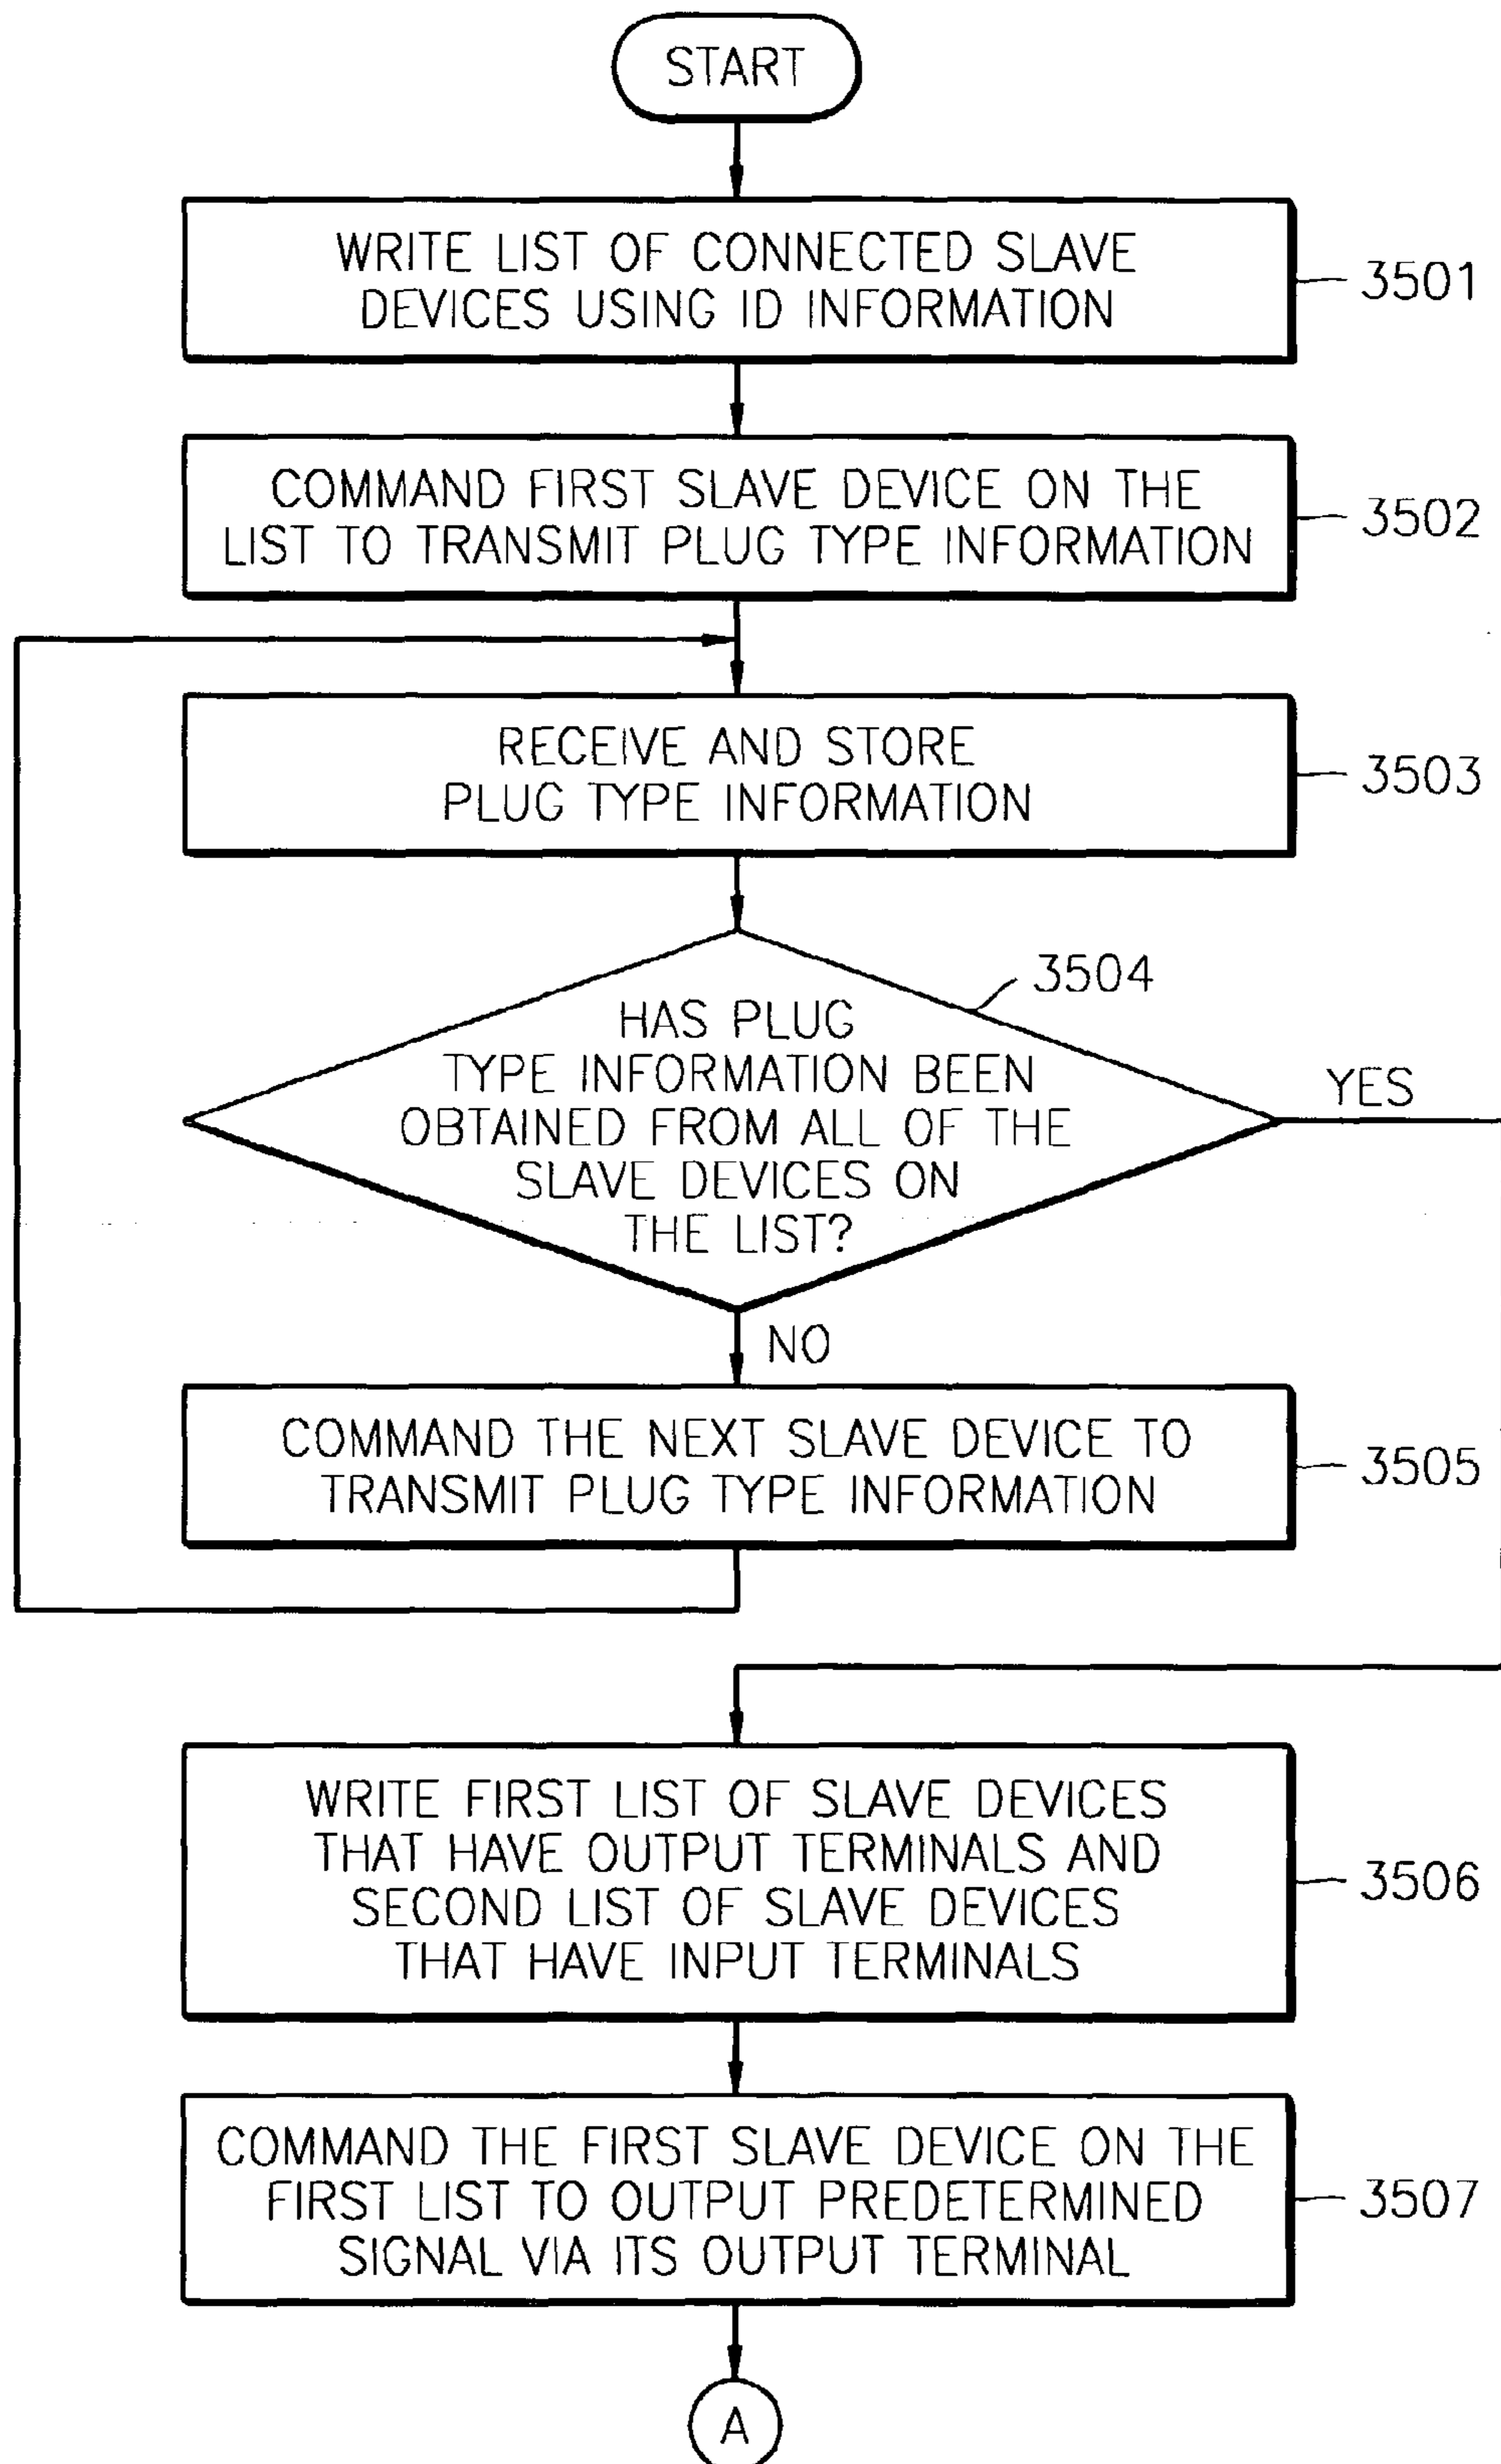 START
WRITE LIST OF CONNECTED SLAVE
DEVICES USING ID INFORMATION
3501
COMMAND FIRST SLAVE DEVICE ON THE
LIST TO TRANSMIT PLUG TYPE INFORMATION
3502
RECEIVE AND STORE
PLUG TYPE INFORMATION
3503
3504
HAS PLUG
TYPE INFORMATION BEEN
OBTAINED FROM ALL OF THE
SLAVE DEVICES ON
THE LIST?
YES
NO
COMMAND THE NEXT SLAVE DEVICE TO
TRANSMIT PLUG TYPE INFORMATION
3505
WRITE FIRST LIST OF SLAVE DEVICES
THAT HAVE OUTPUT TERMINALS AND
SECOND LIST OF SLAVE DEVICES
THAT HAVE INPUT TERMINALS
3506
COMMAND THE FIRST SLAVE DEVICE ON THE
FIRST LIST TO OUTPUT PREDETERMINED
SIGNAL VIA ITS OUTPUT TERMINAL
3507
A